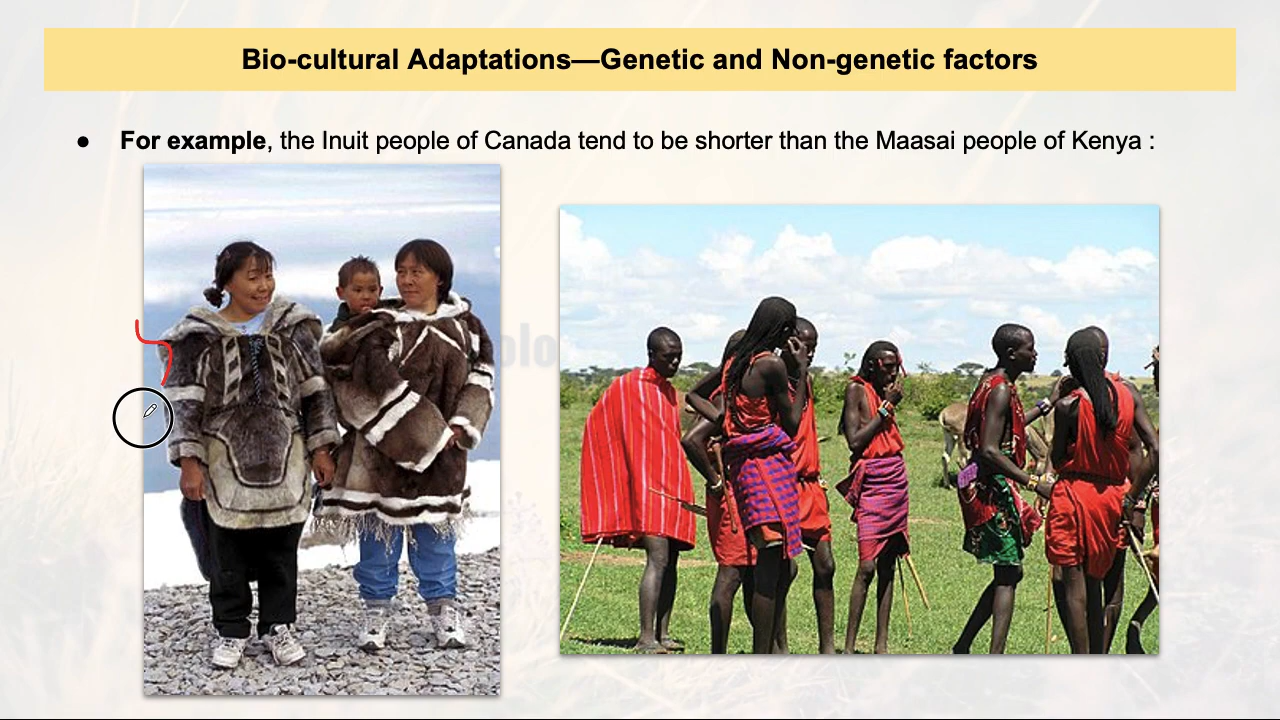 Bio-cultural Adaptations—Genetic and Non-genetic factors
● For example, the Inuit people of Canada tend to be shorter than the Maasai people of Kenya :